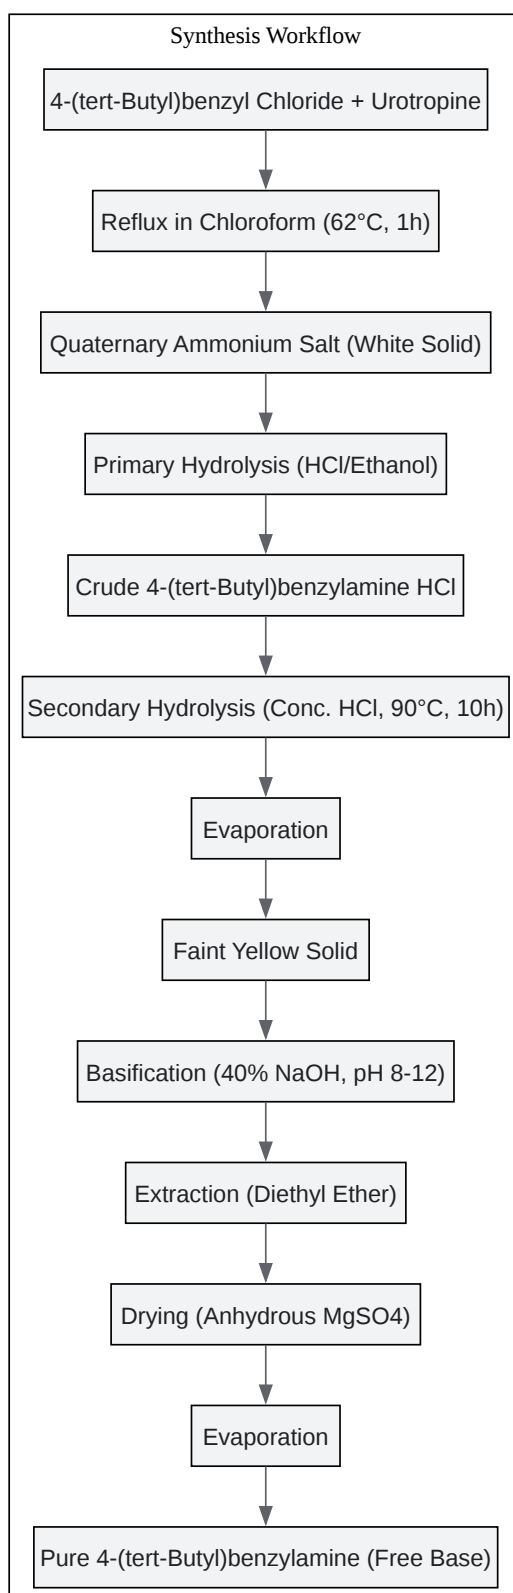 Synthesis Workflow
4-(tert-Butyl)benzyl Chloride + Urotropine
Reflux in Chloroform (62°C, 1h)
Quaternary Ammonium Salt (White Solid)
Primary Hydrolysis (HCl/Ethanol)
Crude 4-(tert-Butyl)benzylamine HCl
Secondary Hydrolysis (Conc. HCl, 90°C, 10h)
Evaporation
Faint Yellow Solid
Basification (40% NaOH, pH 8-12)
Extraction (Diethyl Ether)
Drying (Anhydrous MgSO4)
Evaporation
Pure 4-(tert-Butyl)benzylamine (Free Base)